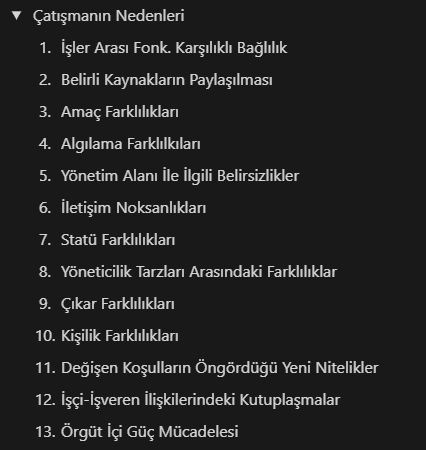 ▼ Çatışmanın Nedenleri
1. İşler Arası Fonk. Karşılıklı Bağlılık
2. Belirli Kaynakların Paylaşılması
3. Amaç Farklılıkları
4. Algılama Farklılkıları
5. Yönetim Alanı İle İlgili Belirsizlikler
6. İletişim Noksanlıkları
7. Statü Farklılıkları
8. Yöneticilik Tarzları Arasındaki Farklılıklar
9. Çıkar Farklılıkları
10. Kişilik Farklılıkları
11. Değişen Koşulların Öngördüğü Yeni Nitelikler
12. İşçi-İşveren İlişkilerindeki Kutuplaşmalar
13. Örgüt İçi Güç Mücadelesi